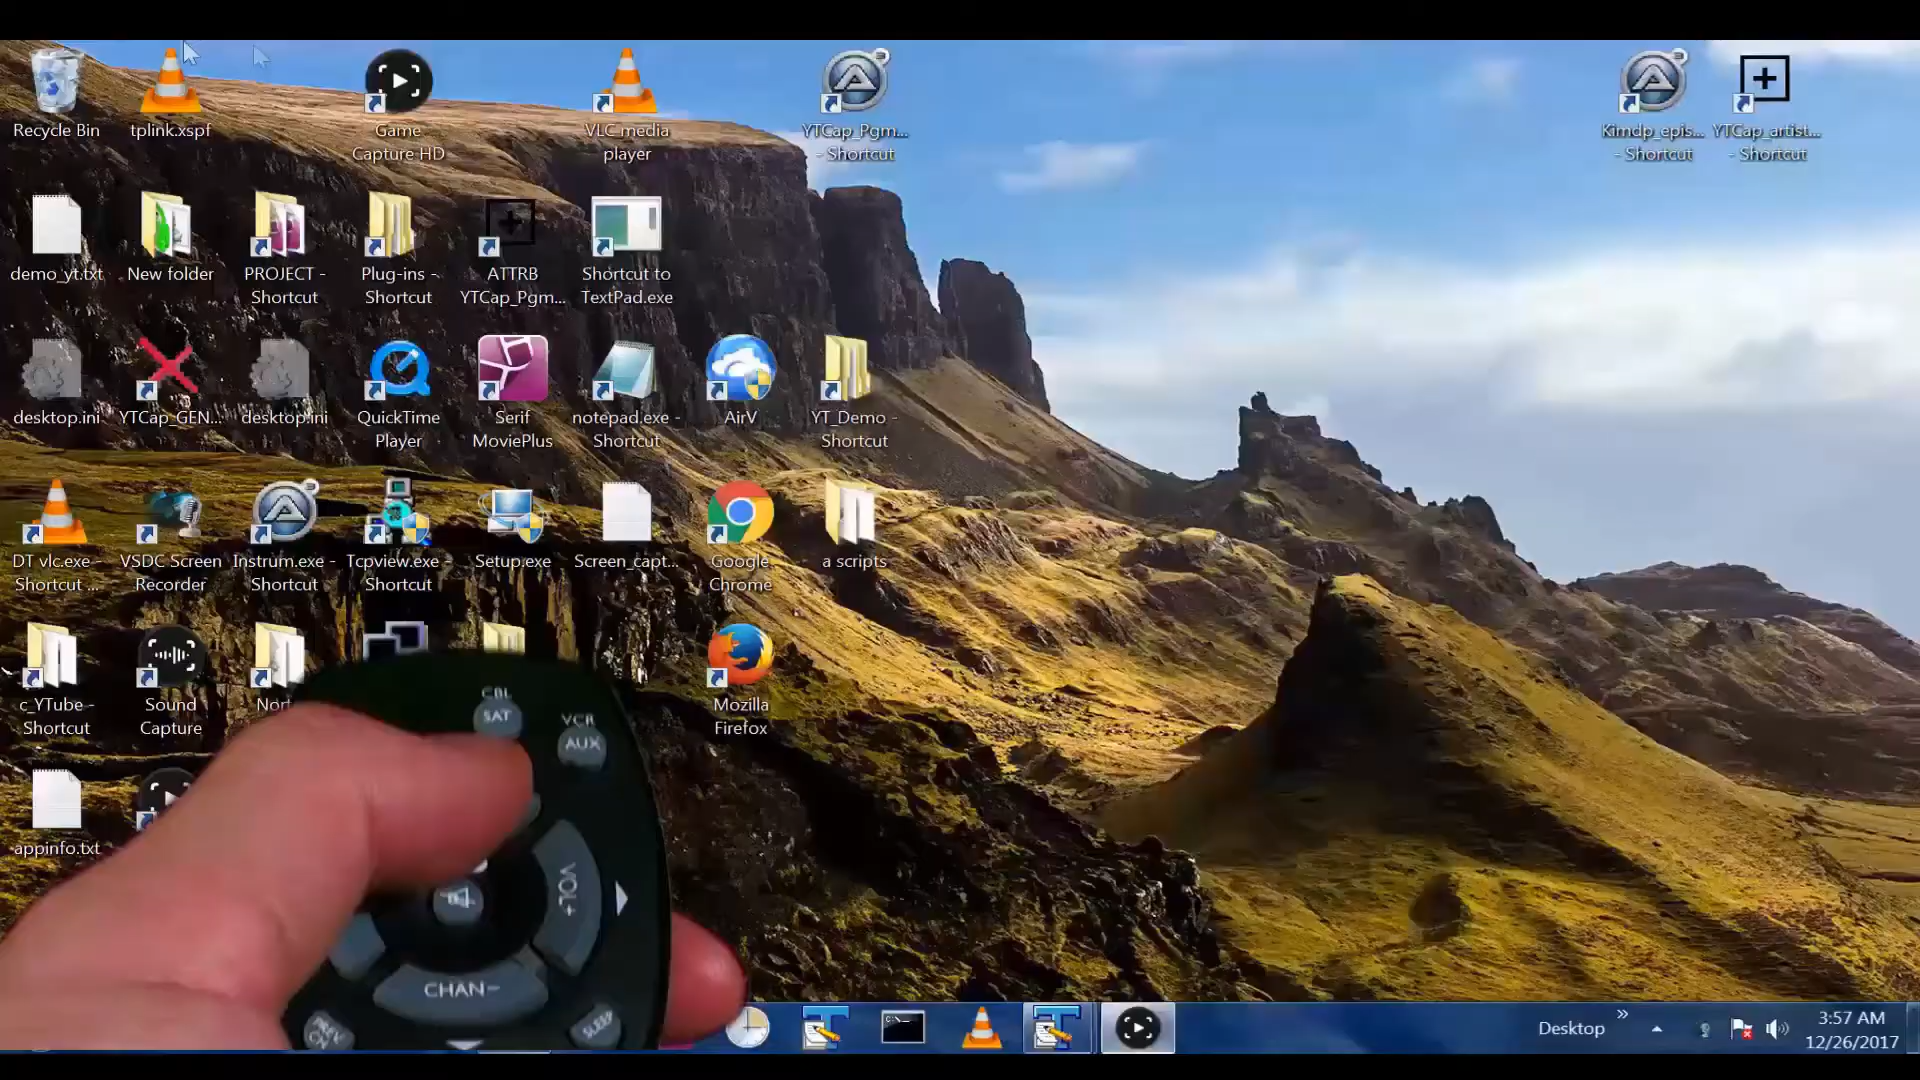 Recycle Bin
tplink.xspf
Game
Capture HD
VLC media
player
YTCap_Pgm...
- Shortcut
Kimdp_epis...
- Shortcut
YTCap_artist...
- Shortcut
demo_yt.txt
New folder
PROJECT -
Shortcut
Plug-ins -
Shortcut
ATTRB
YTCap_Pgm...
Shortcut to
TextPad.exe
desktop.ini
YTCap_GEN...
desktop.ini
QuickTime
Player
Serif
MoviePlus
notepad.exe -
Shortcut
AirV
YT_Demo -
Shortcut
DT vlc.exe -
Shortcut ...
VSDC Screen
Recorder
Instrum.exe -
Shortcut
Tcpview.exe -
Shortcut
Setup.exe
Screen_capt...
Google
Chrome
a scripts
c_YTube -
Shortcut
Sound
Capture
Nort
Mozilla
Firefox
appinfo.txt
CBL
SAT
VCR
AUX
VOL+
CHAN-
PREV
SLEEP
Desktop
3:57 AM
12/26/2017